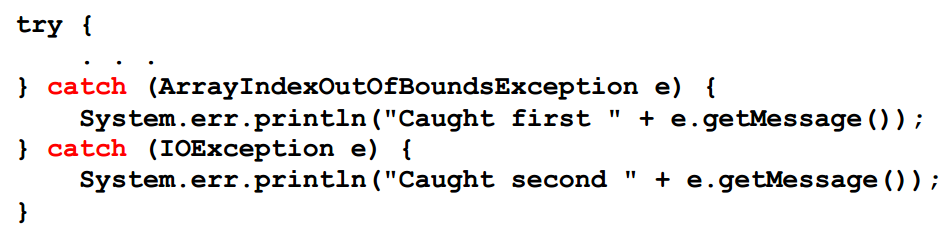 try {
    . . .
} catch (ArrayIndexOutOfBoundsException e) {
    System.err.println("Caught first " + e.getMessage());
} catch (IOException e) {
    System.err.println("Caught second " + e.getMessage());
}